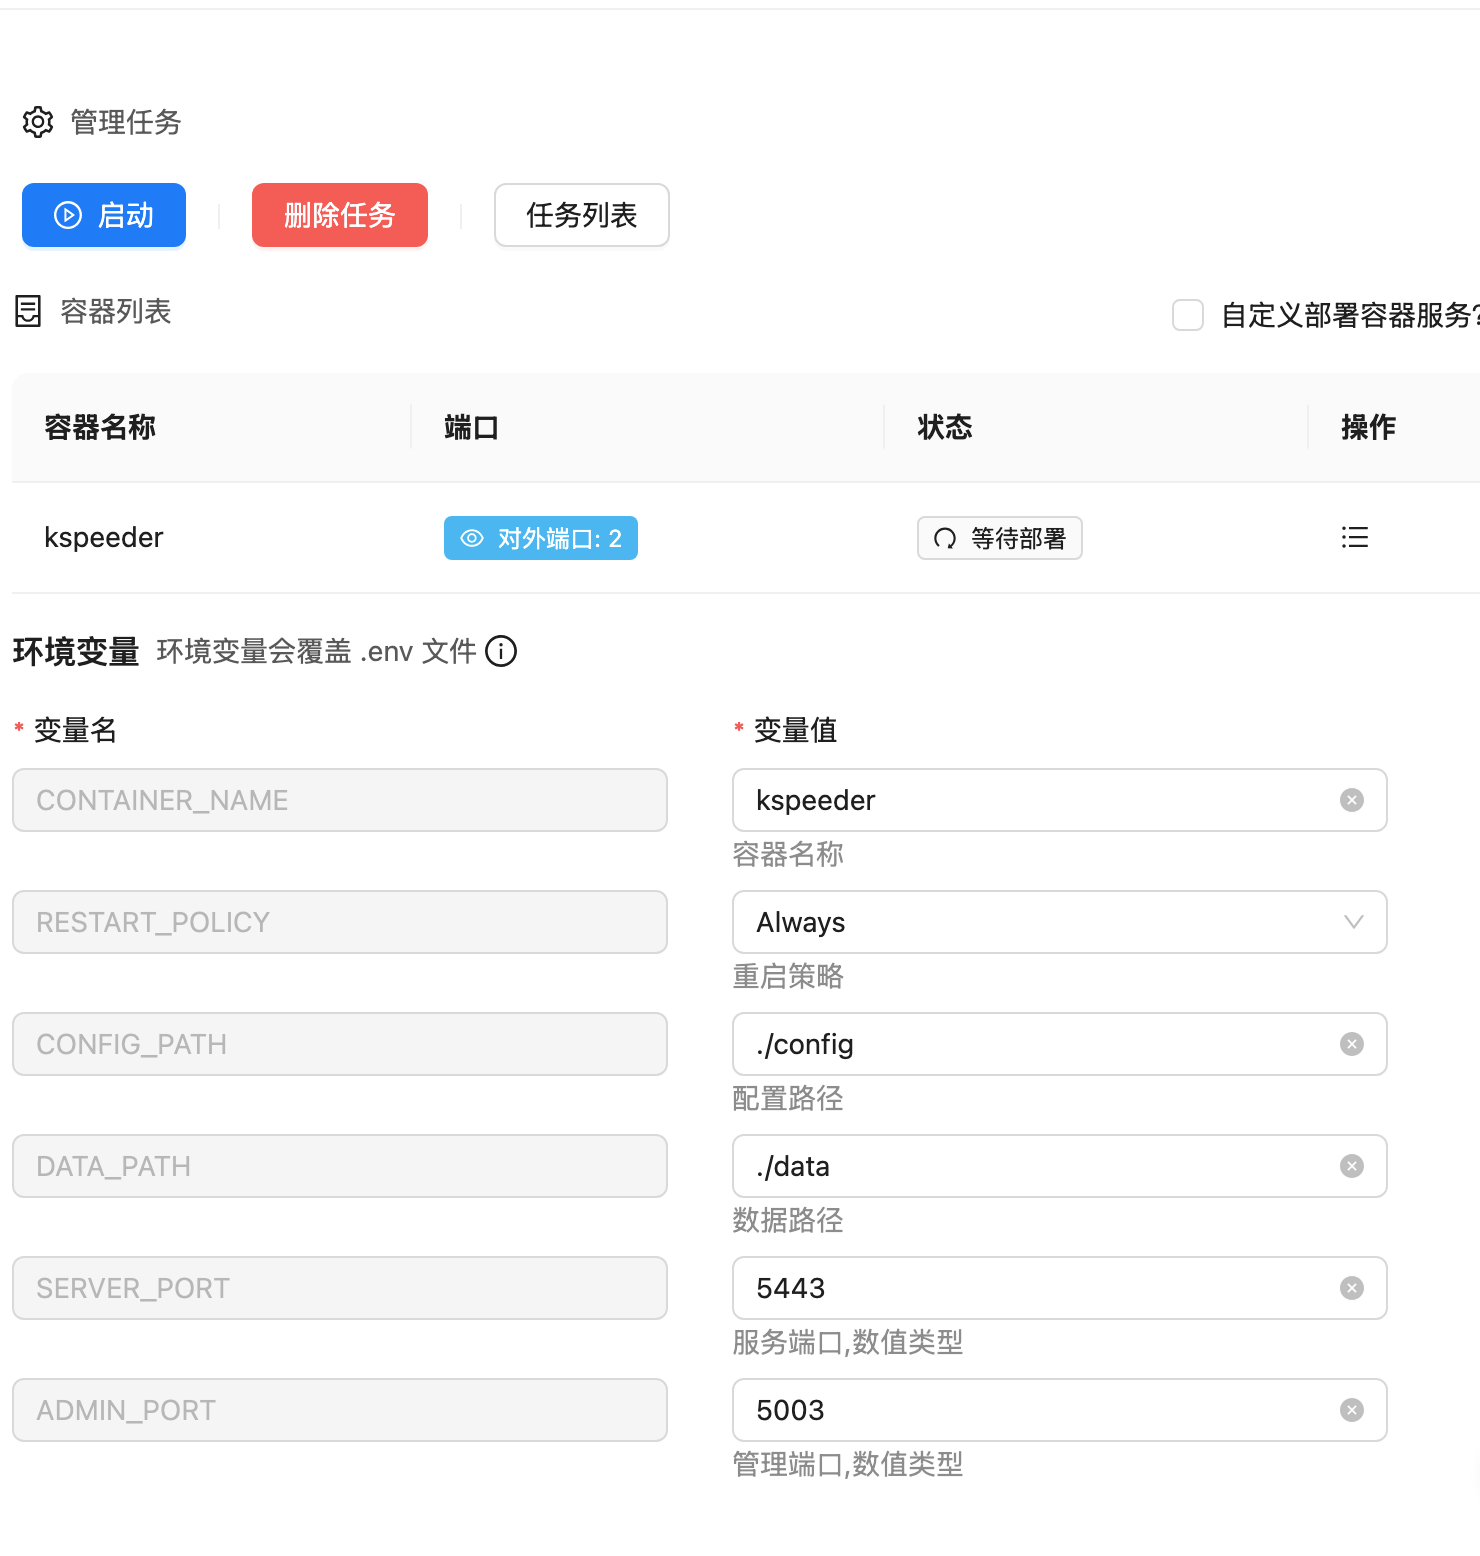 管理任务
启动 删除任务 任务列表
容器列表 自定义部署容器服务?
容器名称 端口 状态 操作
kspeeder 对外端口: 2 等待部署
环境变量 环境变量会覆盖 .env 文件
* 变量名 * 变量值
CONTAINER_NAME kspeeder
容器名称
RESTART_POLICY Always
重启策略
CONFIG_PATH ./config
配置路径
DATA_PATH ./data
数据路径
SERVER_PORT 5443
服务端口,数值类型
ADMIN_PORT 5003
管理端口,数值类型